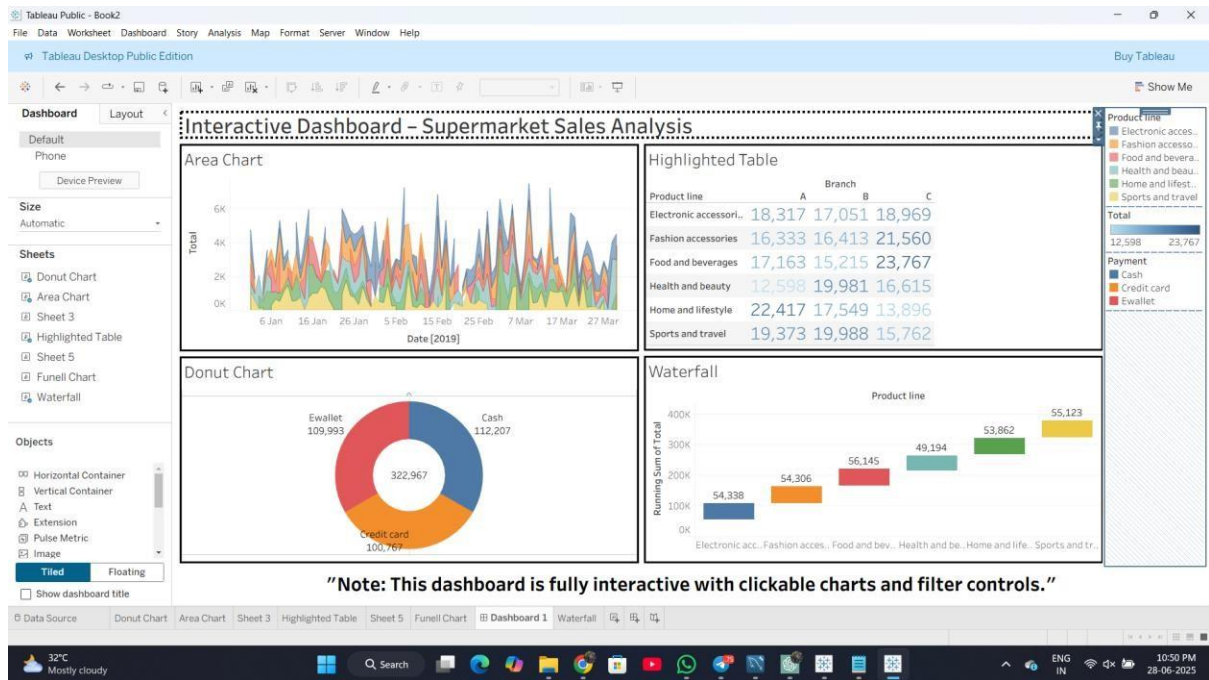 Tableau Public - Book2
File Data Worksheet Dashboard Story Analysis Map Format Server Window Help
Tableau Desktop Public Edition
Buy Tableau
Show Me
Dashboard Layout
Default
Phone
Device Preview
Size
Automatic
Sheets
Donut Chart
Area Chart
Sheet 3
Highlighted Table
Sheet 5
Funell Chart
Waterfall
Objects
Horizontal Container
Vertical Container
A Text
Extension
Pulse Metric
Image
Tiled Floating
Show dashboard title
Interactive Dashboard – Supermarket Sales Analysis
Area Chart
Total
6K
4K
2K
0K
6 Jan 16 Jan 26 Jan 5 Feb 15 Feb 25 Feb 7 Mar 17 Mar 27 Mar
Date [2019]
Highlighted Table
Branch
Product line A B C
Electronic accessori.. 18,317 17,051 18,969
Fashion accessories 16,333 16,413 21,560
Food and beverages 17,163 15,215 23,767
Health and beauty 12,598 19,981 16,615
Home and lifestyle 22,417 17,549 13,896
Sports and travel 19,373 19,988 15,762
Donut Chart
Ewallet
109,993
Cash
112,207
322,967
Credit card
100,767
Waterfall
Product line
Running Sum of Total
400K
300K
200K
100K
0K
54,338
54,306
56,145
49,194
53,862
55,123
Electronic acc.. Fashion acces.. Food and bev.. Health and be.. Home and life.. Sports and tr..
Product line
Electronic acces..
Fashion accesso..
Food and bevera..
Health and beau..
Home and lifest..
Sports and travel
Total
12,598 23,767
Payment
Cash
Credit card
Ewallet
"Note: This dashboard is fully interactive with clickable charts and filter controls."
Data Source Donut Chart Area Chart Sheet 3 Highlighted Table Sheet 5 Funell Chart Dashboard 1 Waterfall
32°C
Mostly cloudy
Search
ENG
IN
10:50 PM
28-06-2025